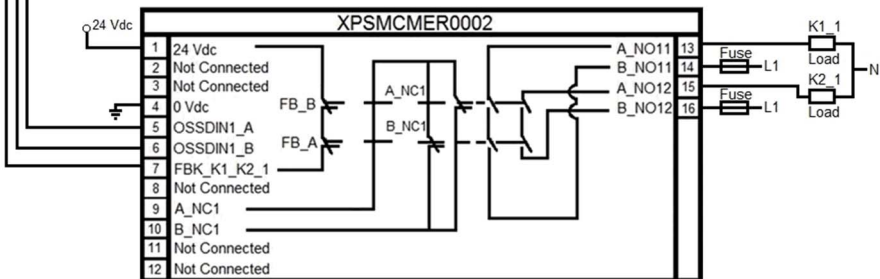 XPSMCMER0002
24 Vdc
1 24 Vdc
2 Not Connected
3 Not Connected
4 0 Vdc
5 OSSDIN1_A
6 OSSDIN1_B
7 FBK_K1_K2_1
8 Not Connected
9 A_NC1
10 B_NC1
11 Not Connected
12 Not Connected
FB_B
FB_A
A_NC1
B_NC1
A_NO11 13
B_NO11 14
A_NO12 15
B_NO12 16
K1_1
Load
Fuse
L1
K2_1
Load
Fuse
L1
N